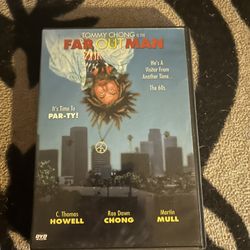 TOMMY CHONG IS THE
FAR OUT MAN
He's A
Visitor From
Another Time...
The 60s.
It's Time To
PAR-TY!
C. Thomas
HOWELL
Rae Dawn
CHONG
Martin
MULL
DVD